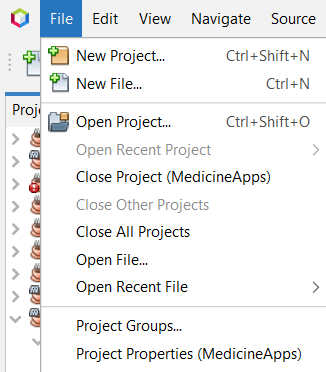 File Edit View Navigate Source
New Project... Ctrl+Shift+N
New File... Ctrl+N
Proj
Open Project... Ctrl+Shift+O
Open Recent Project
Close Project (MedicineApps)
Close Other Projects
Close All Projects
Open File...
Open Recent File
Project Groups...
Project Properties (MedicineApps)